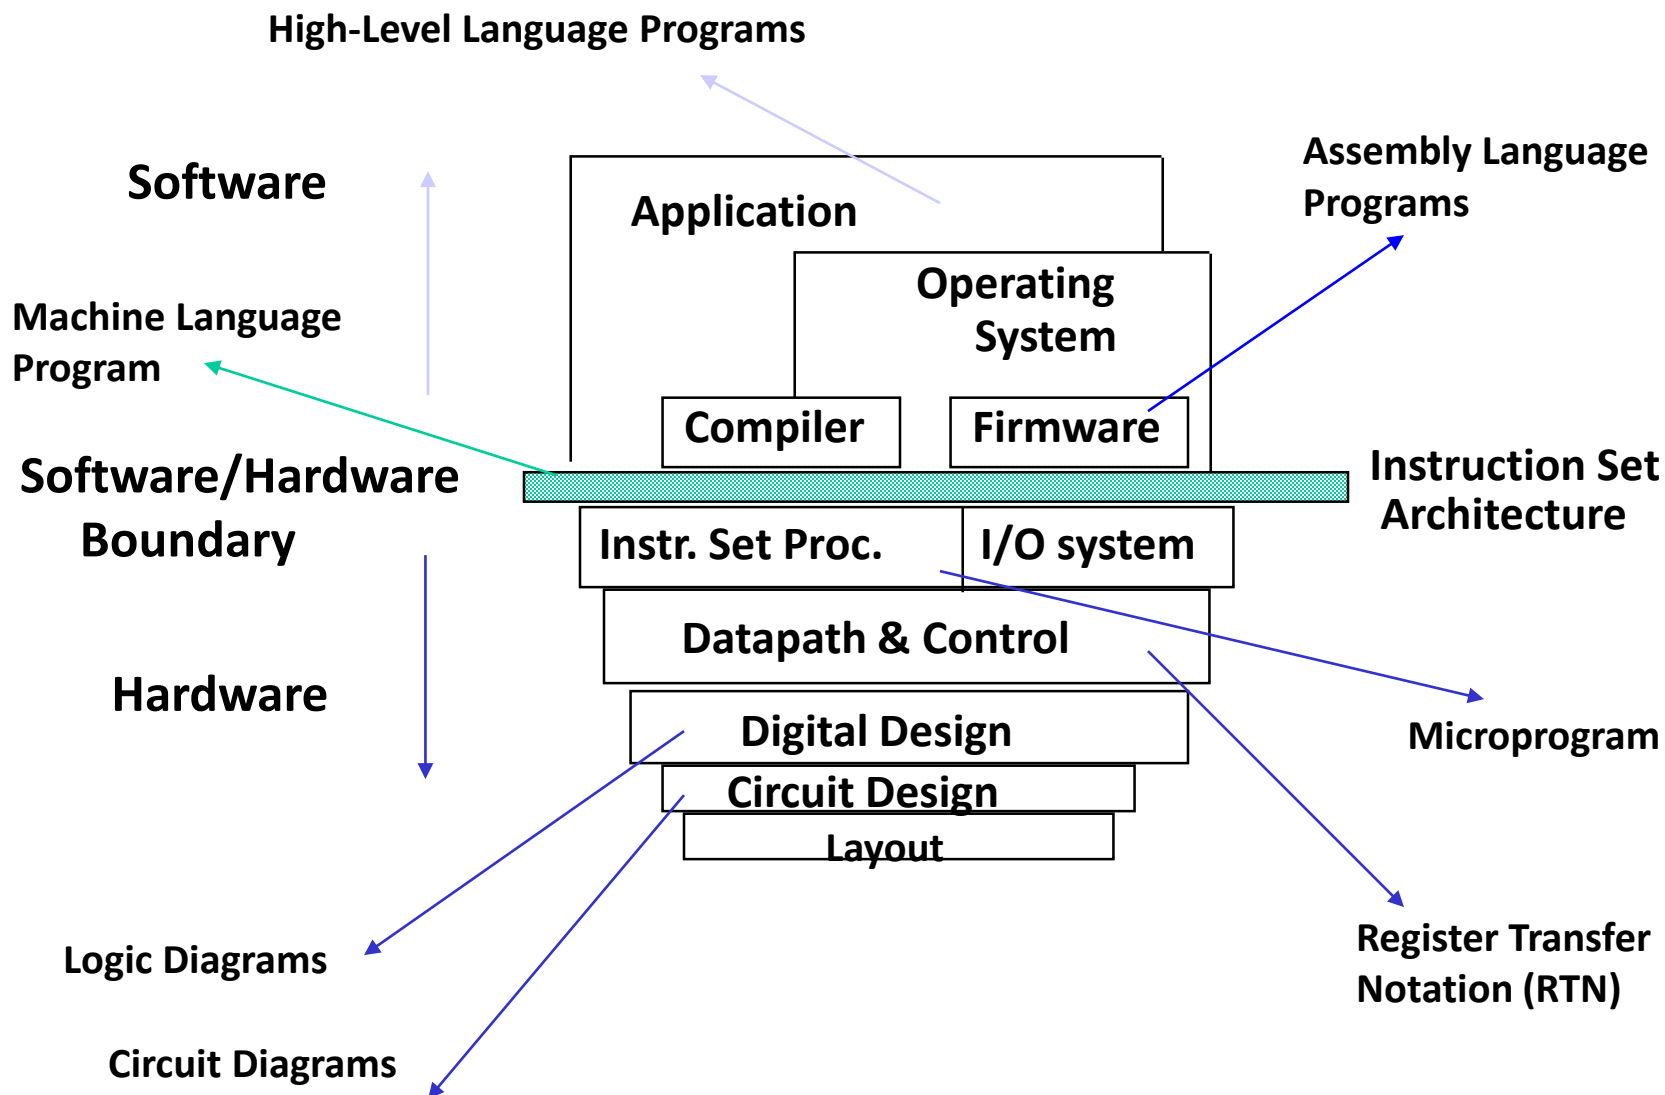 High-Level Language Programs
Assembly Language
Programs
Software
Application
Operating
System
Machine Language
Program
Compiler
Firmware
Software/Hardware
Boundary
Instruction Set
Architecture
Instr. Set Proc.
I/O system
Datapath & Control
Hardware
Digital Design
Microprogram
Circuit Design
Layout
Logic Diagrams
Register Transfer
Notation (RTN)
Circuit Diagrams